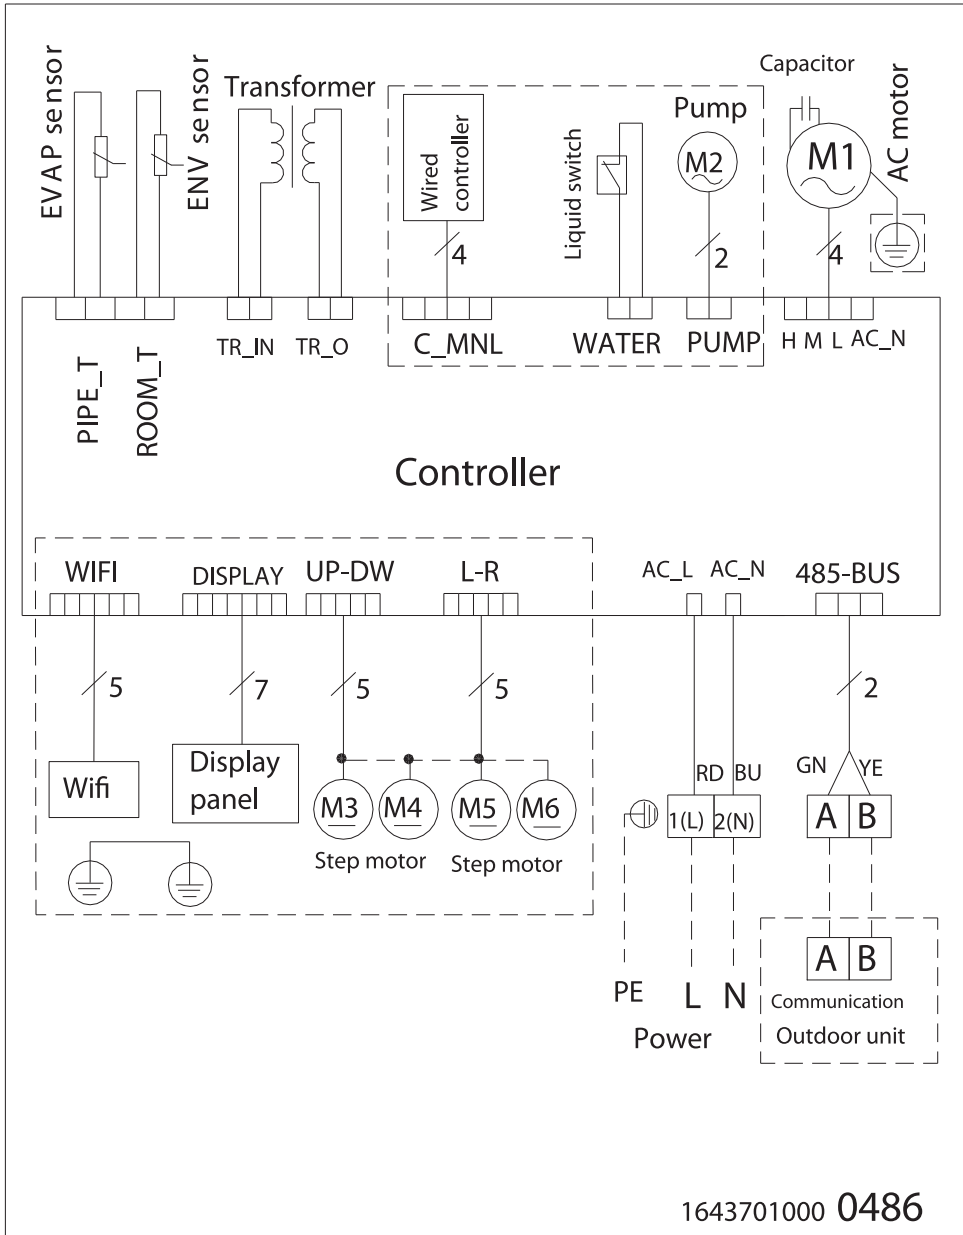 EVAP sensor
ENV sensor
Transformer
Wired
controller
4
Liquid switch
Pump
M2
2
Capacitor
M1
AC motor
4
PIPE_T
ROOM_T
TR_IN
TR_O
C_MNL
WATER
PUMP
H M L AC_N
Controller
WIFI
DISPLAY
UP-DW
L-R
AC_L
AC_N
485-BUS
5
7
5
5
2
Wifi
Display
panel
M3
M4
M5
M6
Step motor
Step motor
RD
BU
1(L)
2(N)
GN
YE
A
B
A
B
PE
L
N
Power
Communication
Outdoor unit
1643701000 0486